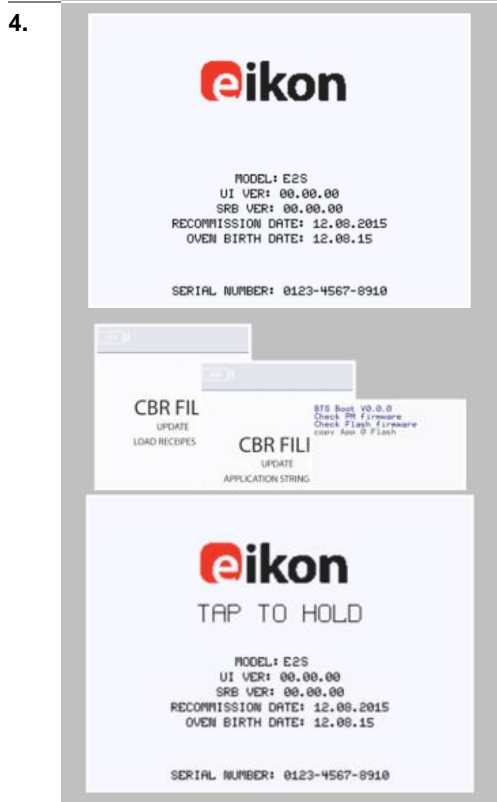 4.
eikon
MODEL: E2S
UI VER: 00.00.00
SRB VER: 00.00.00
RECOMMISSION DATE: 12.08.2015
OVEN BIRTH DATE: 12.08.15
SERIAL NUMBER: 0123-4567-8910
CBR FIL
UPDATE
LOAD RECEIPES
CBR FILI
UPDATE
APPLICATION STRING
BTS Boot V0.0.0
Check PM firmware
Check Flash firmware
copy App 0 Flash
eikon
TAP TO HOLD
MODEL: E2S
UI VER: 00.00.00
SRB VER: 00.00.00
RECOMMISSION DATE: 12.08.2015
OVEN BIRTH DATE: 12.08.15
SERIAL NUMBER: 0123-4567-8910